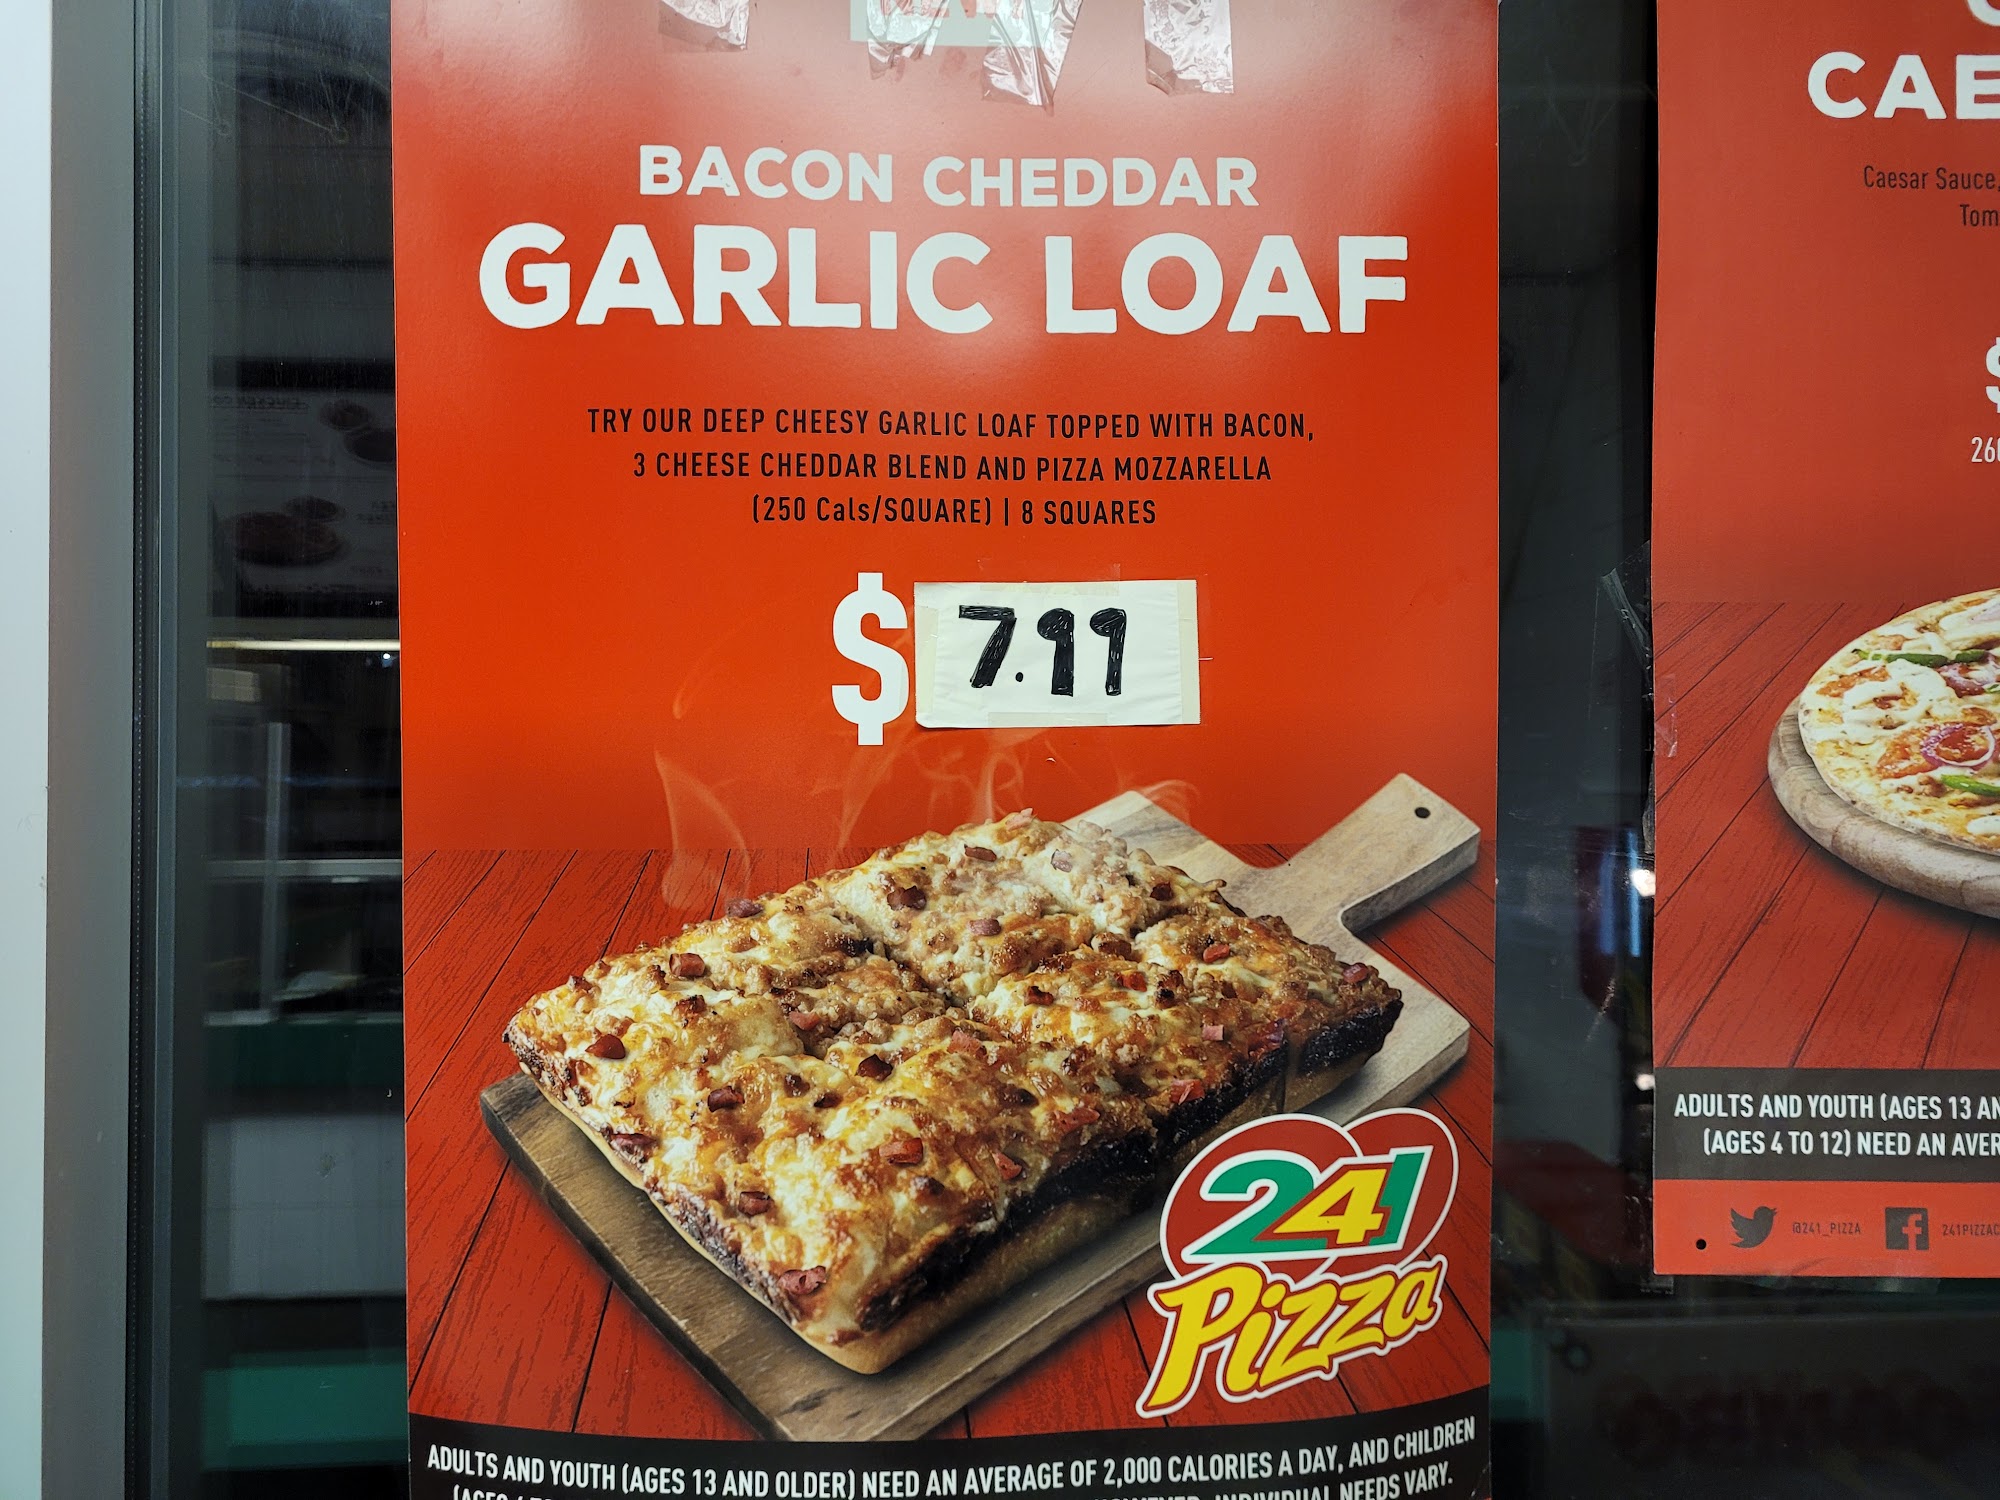 BACON CHEDDAR
GARLIC LOAF
TRY OUR DEEP CHEESY GARLIC LOAF TOPPED WITH BACON,
3 CHEESE CHEDDAR BLEND AND PIZZA MOZZARELLA
(250 Cals/SQUARE) | 8 SQUARES
$7.99
241
Pizza
ADULTS AND YOUTH (AGES 13 AND OLDER) NEED AN AVERAGE OF 2,000 CALORIES A DAY, AND CHILDREN
INDIVIDUAL NEEDS VARY.
CAE
Caesar Sauce,
Tom
$
260
ADULTS AND YOUTH (AGES 13 AN
(AGES 4 TO 12) NEED AN AVER
@241_PIZZA
241PIZZAC